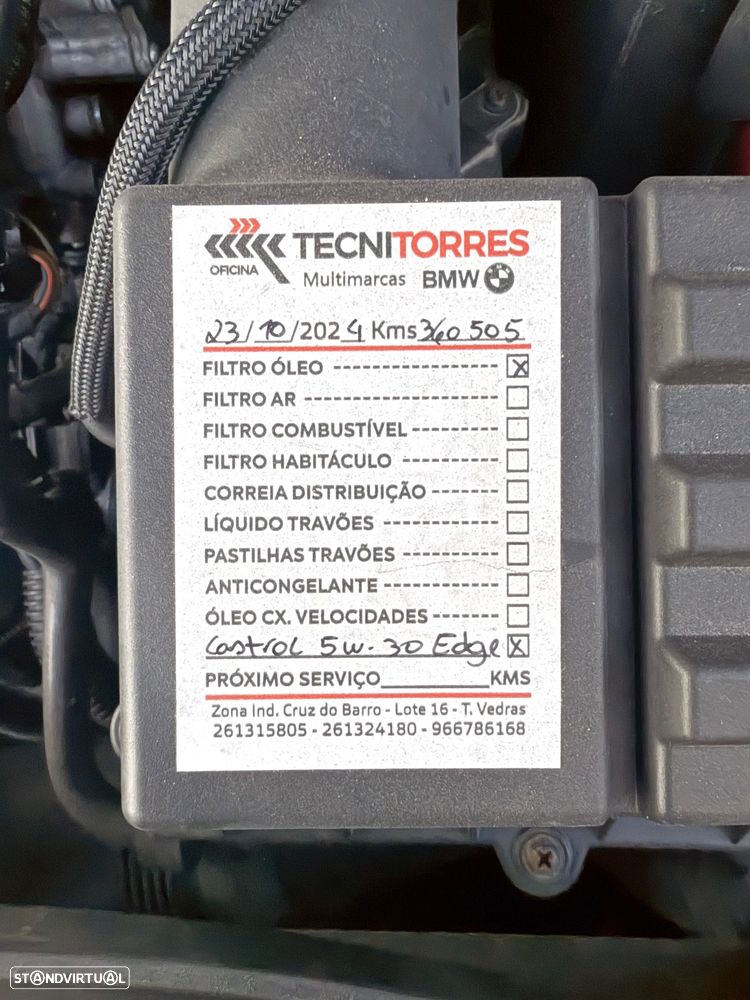 TECNITORRES
OFICINA Multimarcas BMW
23/10/2024 Kms 360 505
FILTRO ÓLEO ------------------ X
FILTRO AR ---------------------
FILTRO COMBUSTÍVEL---------
FILTRO HABITÁCULO ----------
CORREIA DISTRIBUIÇÃO -------
LÍQUIDO TRAVÕES ------------
PASTILHAS TRAVÕES ----------
ANTICONGELANTE ------------
ÓLEO CX. VELOCIDADES-------
Castrol 5w-30 Edge X
PRÓXIMO SERVIÇO__________KMS
Zona Ind. Cruz do Barro - Lote 16 - T. Vedras
261315805 - 261324180 - 966786168
STANDVIRTUAL